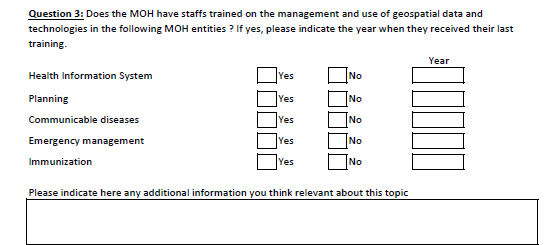 Question 3: Does the MOH have staffs trained on the management and use of geospatial data and
technologies in the following MOH entities ? If yes, please indicate the year when they received their last
training.
Year
Health Information System Yes No
Planning Yes No
Communicable diseases Yes No
Emergency management Yes No
Immunization Yes No
Please indicate here any additional information you think relevant about this topic